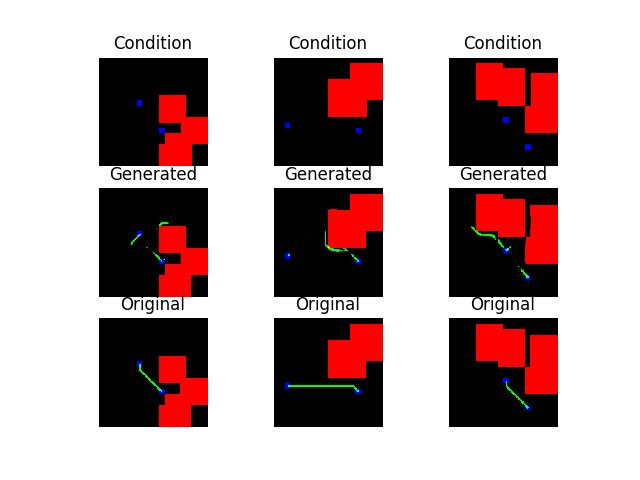 Condition Condition Condition
Generated Generated Generated
Original Original Original